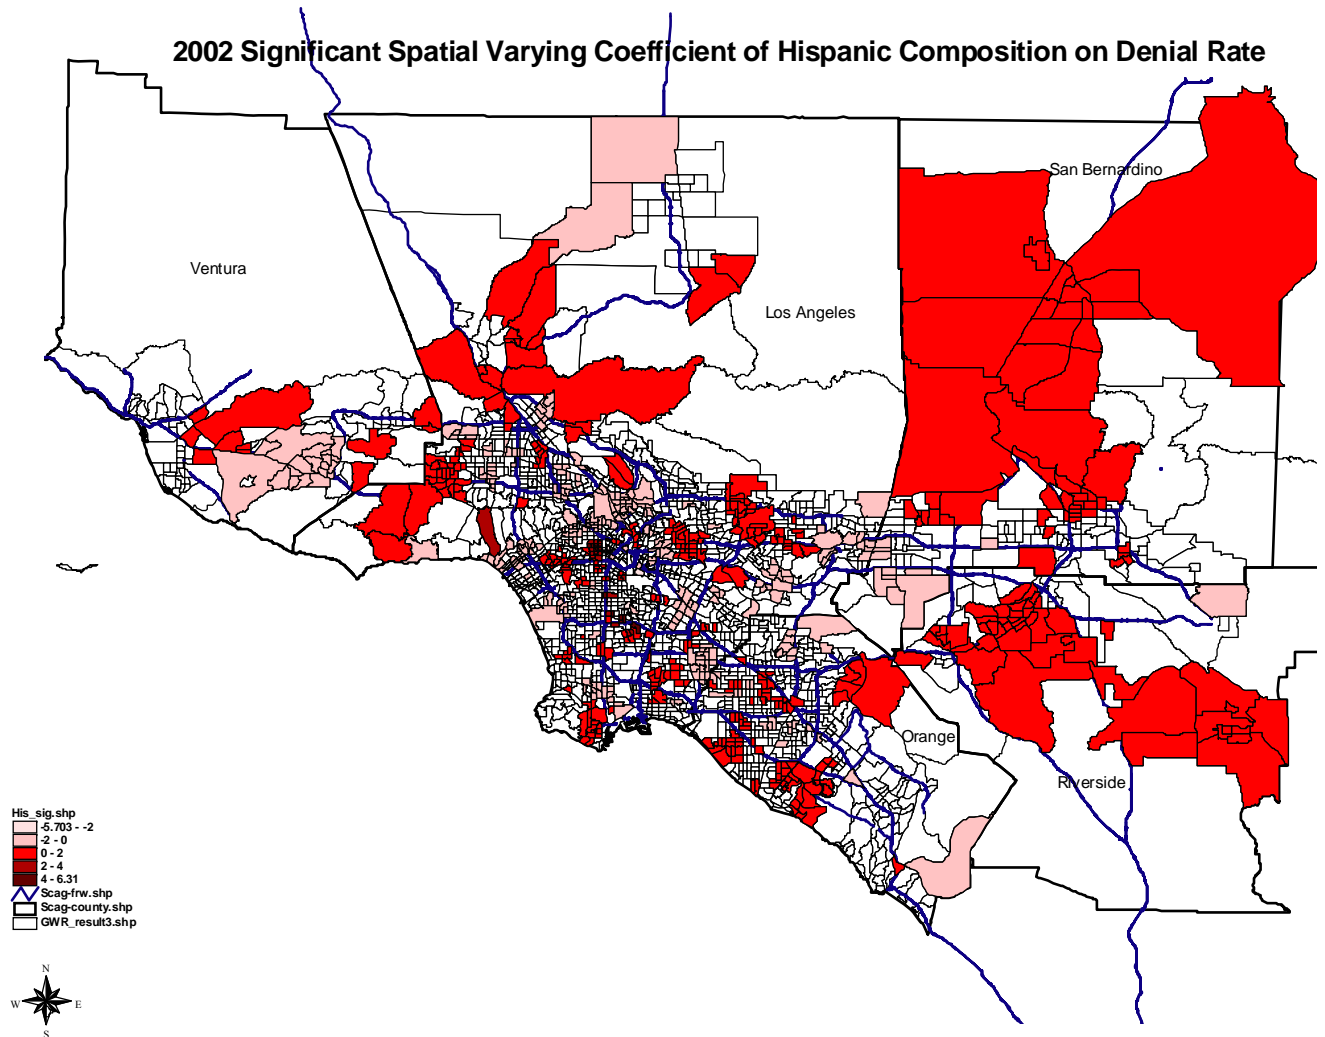 2002 Significant Spatial Varying Coefficient of Hispanic Composition on Denial Rate
San Bernardino
Ventura
Los Angeles
Orange
Riverside
His_sig.shp
-5.703 - -2
-2 - 0
0 - 2
2 - 4
4 - 6.31
Scag-frw.shp
Scag-county.shp
GWR_result3.shp
N
W E
S